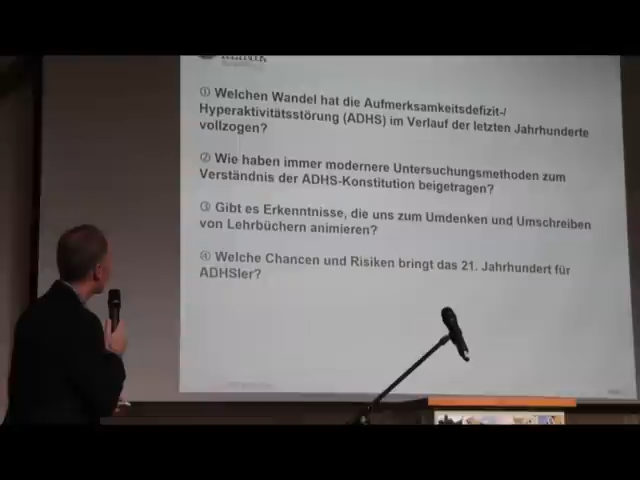 ① Welchen Wandel hat die Aufmerksamkeitsdefizit-/
Hyperaktivitätsstörung (ADHS) im Verlauf der letzten Jahrhunderte
vollzogen?
② Wie haben immer modernere Untersuchungsmethoden zum
Verständnis der ADHS-Konstitution beigetragen?
③ Gibt es Erkenntnisse, die uns zum Umdenken und Umschreiben
von Lehrbüchern animieren?
④ Welche Chancen und Risiken bringt das 21. Jahrhundert für
ADHSler?